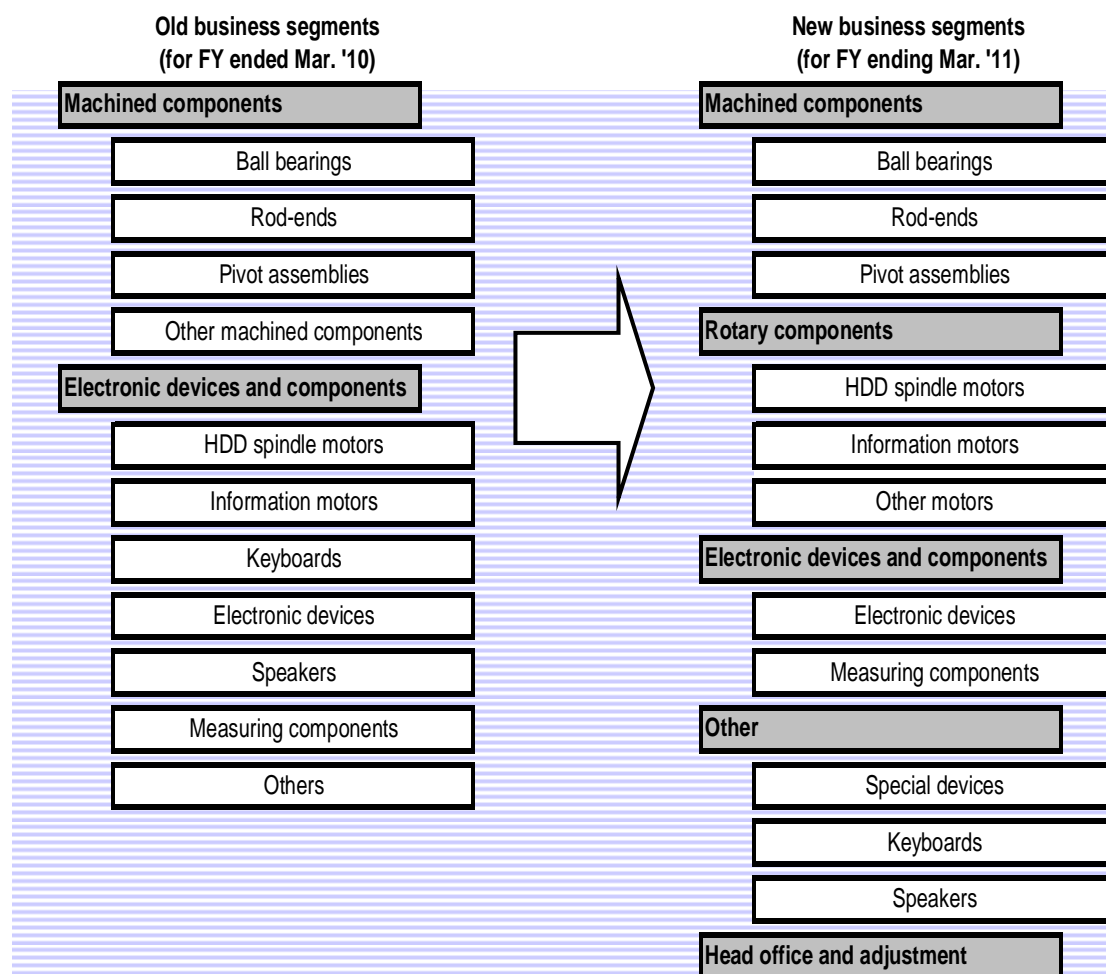 Old business segments
(for FY ended Mar. '10)
Machined components
Ball bearings
Rod-ends
Pivot assemblies
Other machined components
Electronic devices and components
HDD spindle motors
Information motors
Keyboards
Electronic devices
Speakers
Measuring components
Others
New business segments
(for FY ending Mar. '11)
Machined components
Ball bearings
Rod-ends
Pivot assemblies
Rotary components
HDD spindle motors
Information motors
Other motors
Electronic devices and components
Electronic devices
Measuring components
Other
Special devices
Keyboards
Speakers
Head office and adjustment